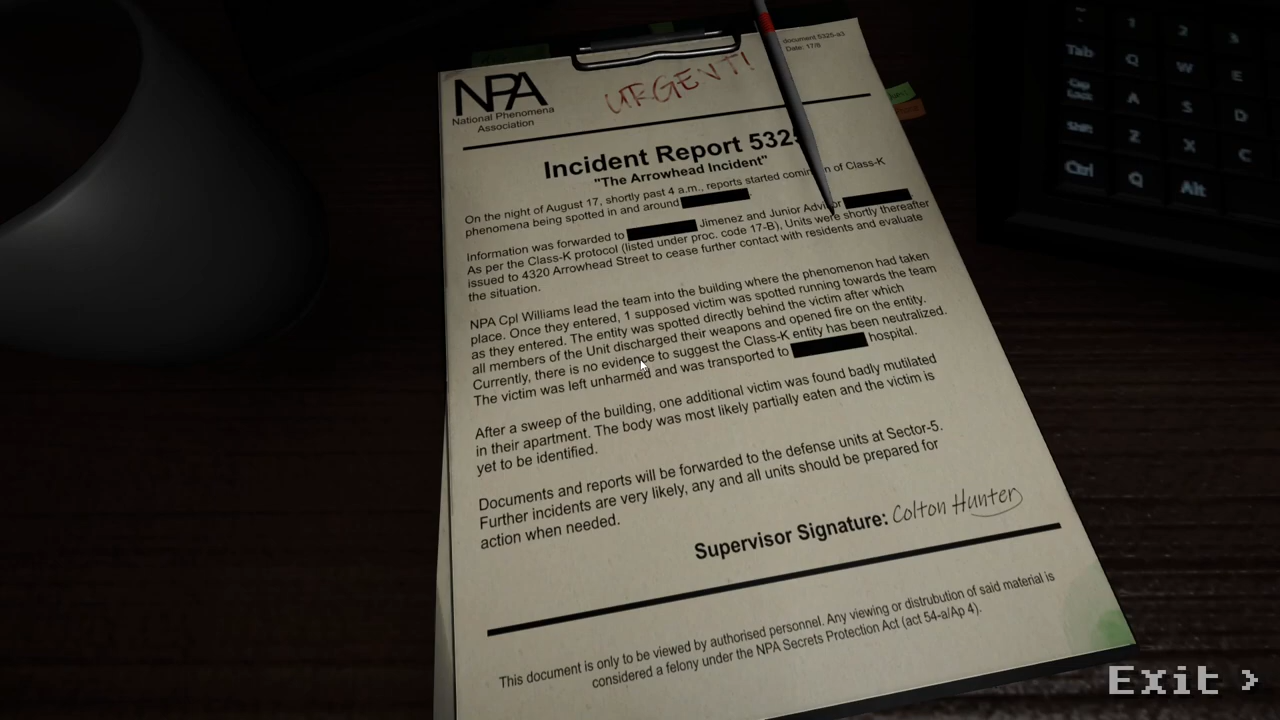 document 5325-a3
Date: 17/8
NPA
National Phenomena
Association
URGENT!
Incident Report 5325
"The Arrowhead Incident"
On the night of August 17, shortly past 4 a.m., reports started coming of Class-K
phenomena being spotted in and around
Information was forwarded to Jimenez and Junior Advisor
As per the Class-K protocol (listed under proc. code 17-B), Units were shortly thereafter
issued to 4320 Arrowhead Street to cease further contact with residents and evaluate
the situation.
NPA Cpl Williams lead the team into the building where the phenomenon had taken
place. Once they entered, 1 supposed victim was spotted running towards the team
as they entered. The entity was spotted directly behind the victim after which
all members of the Unit discharged their weapons and opened fire on the entity.
Currently, there is no evidence to suggest the Class-K entity has been neutralized.
The victim was left unharmed and was transported to hospital.
After a sweep of the building, one additional victim was found badly mutilated
in their apartment. The body was most likely partially eaten and the victim is
yet to be identified.
Documents and reports will be forwarded to the defense units at Sector-5.
Further incidents are very likely, any and all units should be prepared for
action when needed.
Supervisor Signature: Colton Hunter
This document is only to be viewed by authorised personnel. Any viewing or distrubution of said material is
considered a felony under the NPA Secrets Protection Act (act 54-a/Ap 4).
1 2 3
Tab Q W E
Cap
Lock A S D
Shift Z X C
Ctrl Q Alt
Exit >